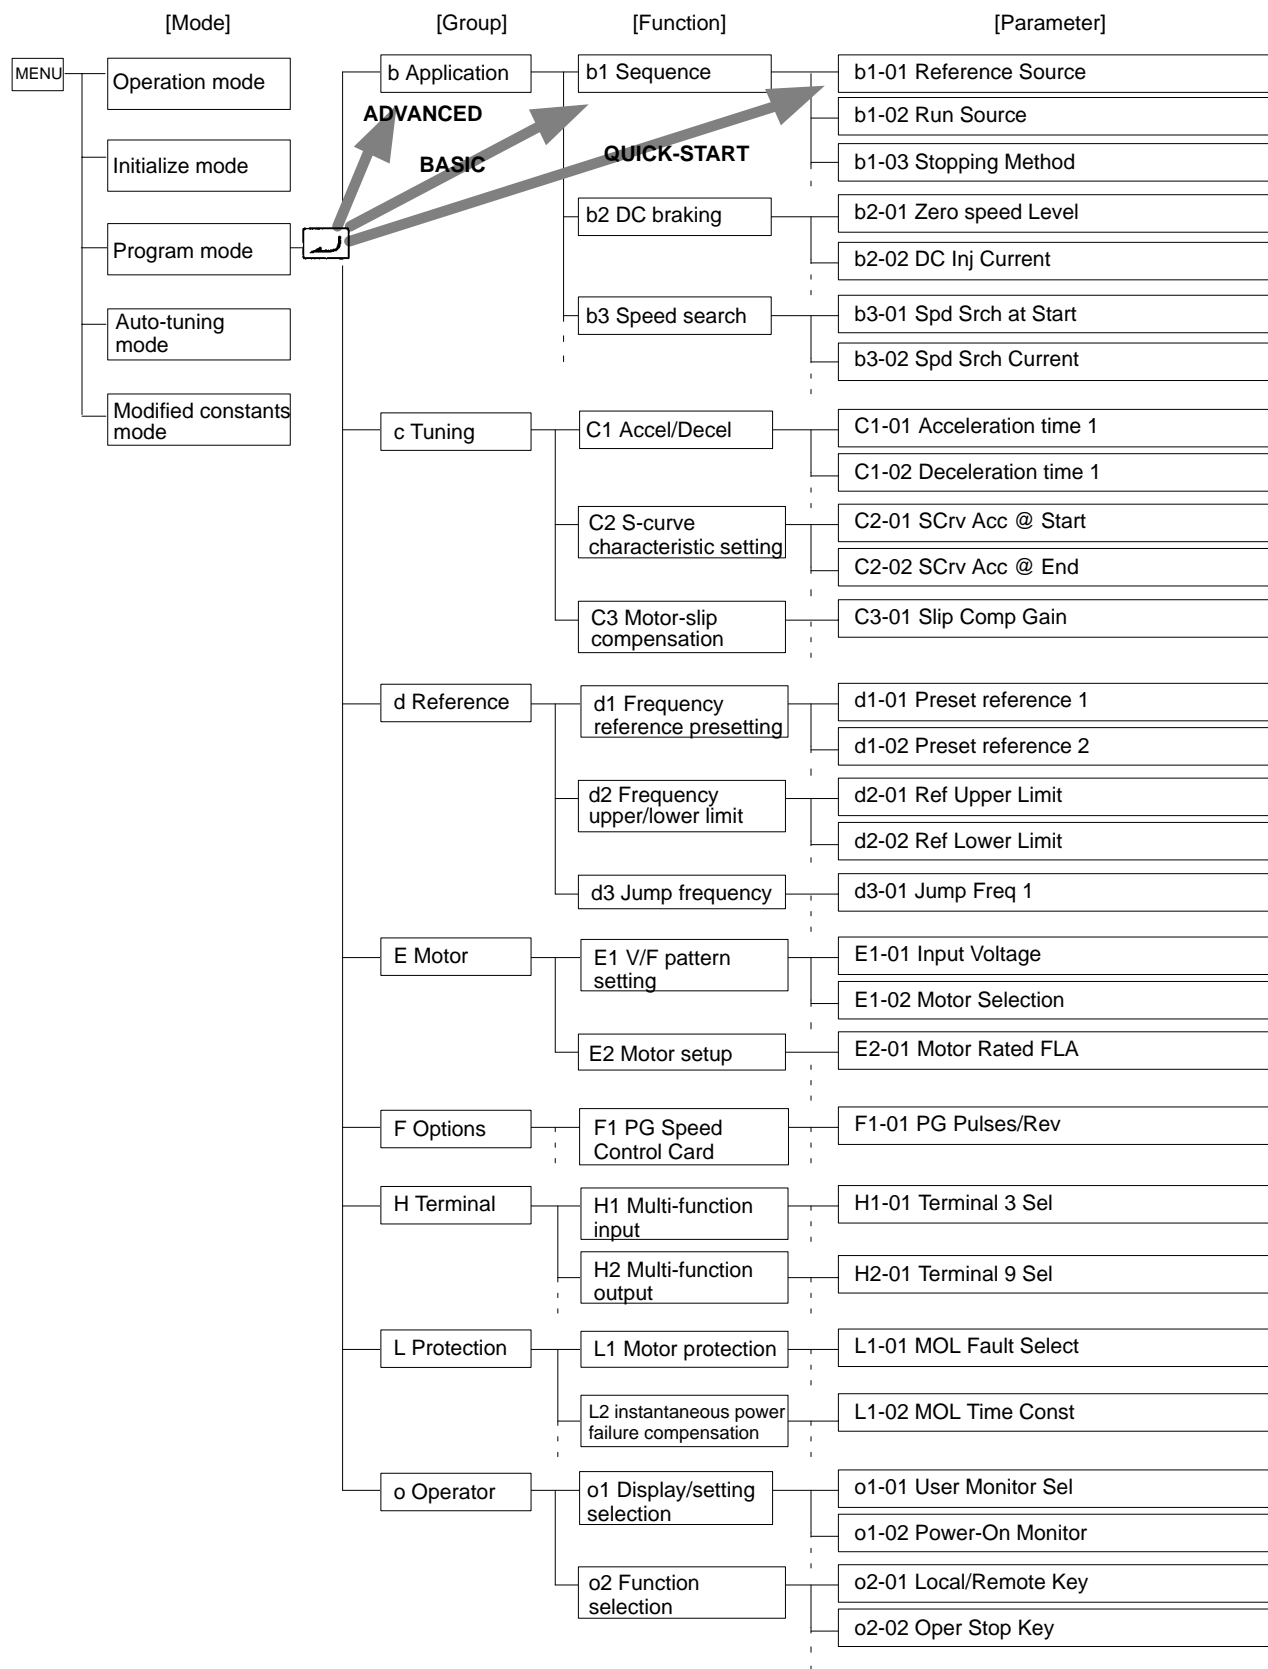 [Mode] [Group] [Function] [Parameter]
MENU
Operation mode
Initialize mode
Program mode
Auto-tuning
mode
Modified constants
mode
ADVANCED
BASIC
QUICK-START
b Application
b1 Sequence
b1-01 Reference Source
b1-02 Run Source
b1-03 Stopping Method
b2 DC braking
b2-01 Zero speed Level
b2-02 DC Inj Current
b3 Speed search
b3-01 Spd Srch at Start
b3-02 Spd Srch Current
c Tuning
C1 Accel/Decel
C1-01 Acceleration time 1
C1-02 Deceleration time 1
C2 S-curve
characteristic setting
C2-01 SCrv Acc @ Start
C2-02 SCrv Acc @ End
C3 Motor-slip
compensation
C3-01 Slip Comp Gain
d Reference
d1 Frequency
reference presetting
d1-01 Preset reference 1
d1-02 Preset reference 2
d2 Frequency
upper/lower limit
d2-01 Ref Upper Limit
d2-02 Ref Lower Limit
d3 Jump frequency
d3-01 Jump Freq 1
E Motor
E1 V/F pattern
setting
E1-01 Input Voltage
E1-02 Motor Selection
E2 Motor setup
E2-01 Motor Rated FLA
F Options
F1 PG Speed
Control Card
F1-01 PG Pulses/Rev
H Terminal
H1 Multi-function
input
H1-01 Terminal 3 Sel
H2 Multi-function
output
H2-01 Terminal 9 Sel
L Protection
L1 Motor protection
L1-01 MOL Fault Select
L2 instantaneous power
failure compensation
L1-02 MOL Time Const
o Operator
o1 Display/setting
selection
o1-01 User Monitor Sel
o1-02 Power-On Monitor
o2 Function
selection
o2-01 Local/Remote Key
o2-02 Oper Stop Key